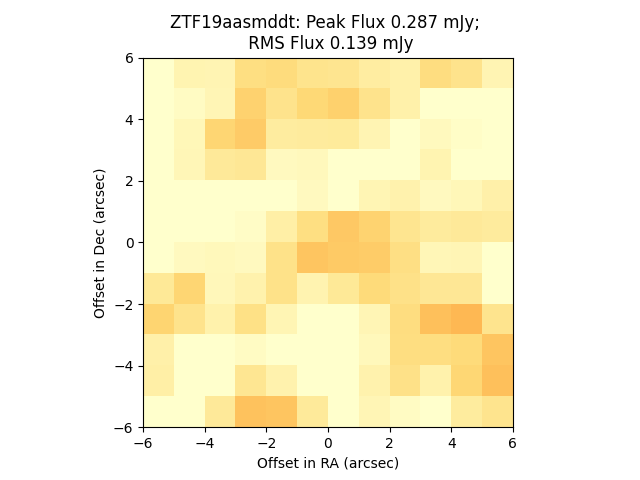 ZTF19aasmddt: Peak Flux 0.287 mJy;
RMS Flux 0.139 mJy
6
4
2
0
−2
−4
−6
Offset in Dec (arcsec)
−6 −4 −2 0 2 4 6
Offset in RA (arcsec)